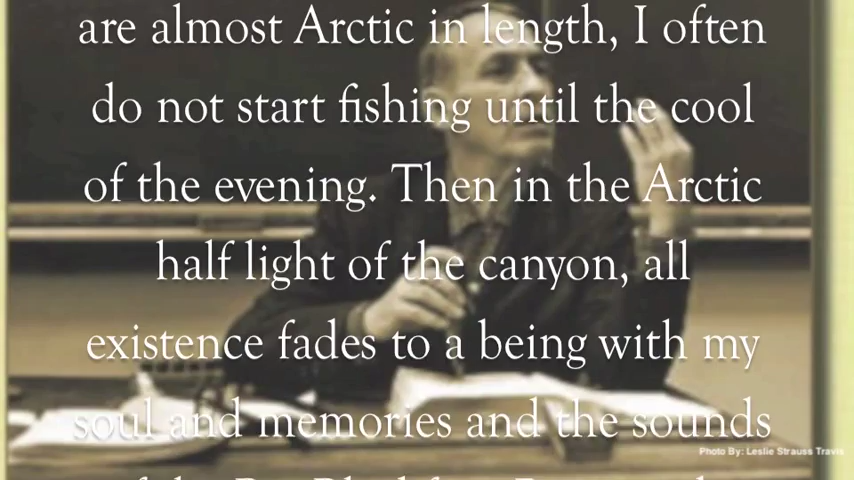 are almost Arctic in length, I often
do not start fishing until the cool
of the evening. Then in the Arctic
half light of the canyon, all
existence fades to a being with my
soul and memories and the sounds
Photo By: Leslie Strauss Travis